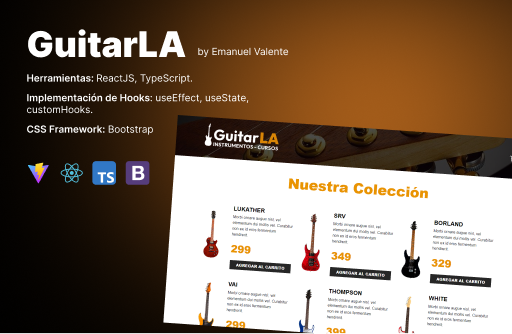 GuitarLA by Emanuel Valente
Herramientas: ReactJS, TypeScript.
Implementación de Hooks: useEffect, useState,
customHooks.
CSS Framework: Bootstrap
TS
B
GuitarLA
INSTRUMENTOS - CURSOS
Nuestra Colección
LUKATHER
Morbi ornare augue nisl, vel
elementum dui mollis vel. Curabitur
non ex id eros fermentum
hendrerit.
299
AGREGAR AL CARRITO
SRV
Morbi ornare augue nisl, vel
elementum dui mollis vel. Curabitur
non ex id eros fermentum
hendrerit.
349
AGREGAR AL CARRITO
BORLAND
Morbi ornare augue nisl, vel
elementum dui mollis vel. Curabitur
non ex id eros fermentum
hendrerit.
329
AGREGAR AL CARRITO
VAI
Morbi ornare augue nisl, vel
elementum dui mollis vel. Curabitur
non ex id eros fermentum
hendrerit.
299
THOMPSON
Morbi ornare augue nisl, vel
elementum dui mollis vel. Curabitur
non ex id eros fermentum
hendrerit.
399
WHITE
Morbi ornare augue nisl, vel
elementum dui mollis vel. Curabitur
non ex id eros fermentum
hendrerit.